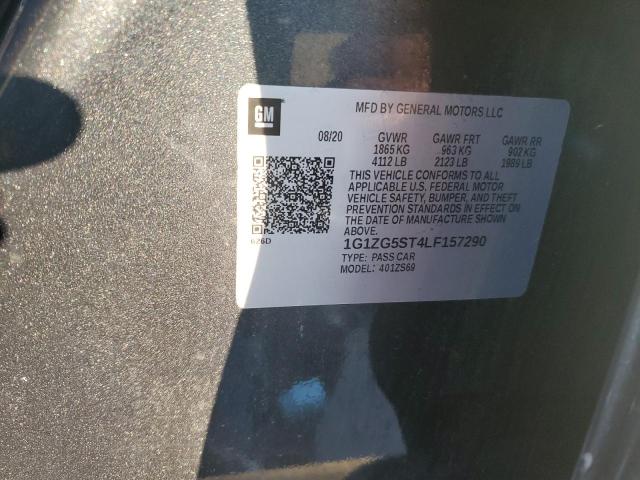 GM
MFD BY GENERAL MOTORS LLC
08/20 GVWR GAWR FRT GAWR RR
1865 KG 963 KG 902 KG
4112 LB 2123 LB 1989 LB
THIS VEHICLE CONFORMS TO ALL
APPLICABLE U.S. FEDERAL MOTOR
VEHICLE SAFETY, BUMPER, AND THEFT
PREVENTION STANDARDS IN EFFECT ON
THE DATE OF MANUFACTURE SHOWN
ABOVE.
6Z6D
1G1ZG5ST4LF157290
TYPE: PASS CAR
MODEL: 401ZS69